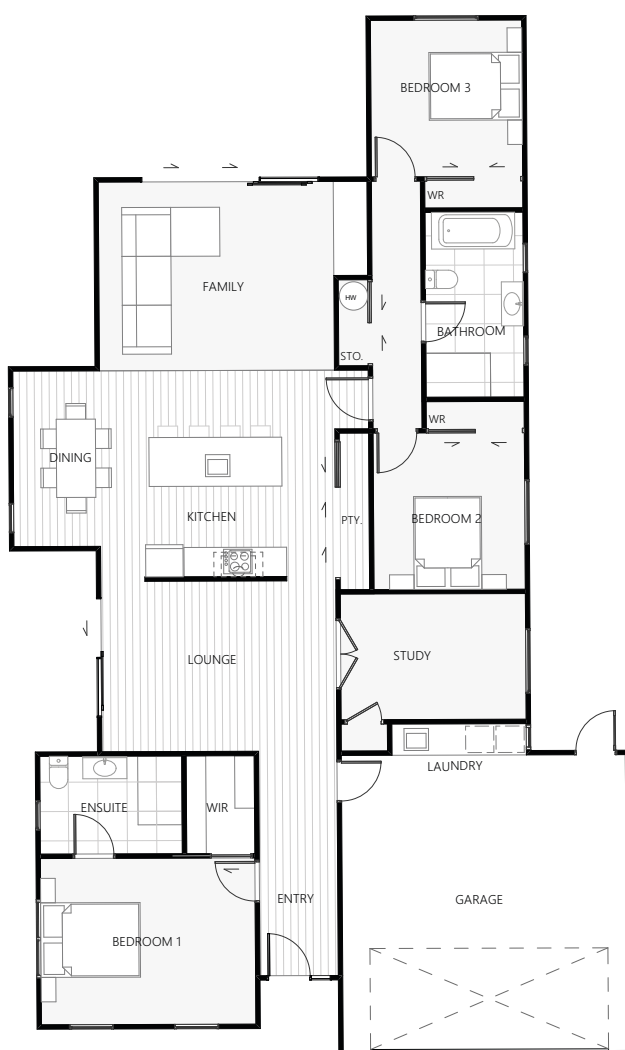 BEDROOM 3
WR
FAMILY
HW
BATHROOM
STO.
WR
DINING
KITCHEN
PTY.
BEDROOM 2
LOUNGE
STUDY
LAUNDRY
ENSUITE
WIR
ENTRY
GARAGE
BEDROOM 1